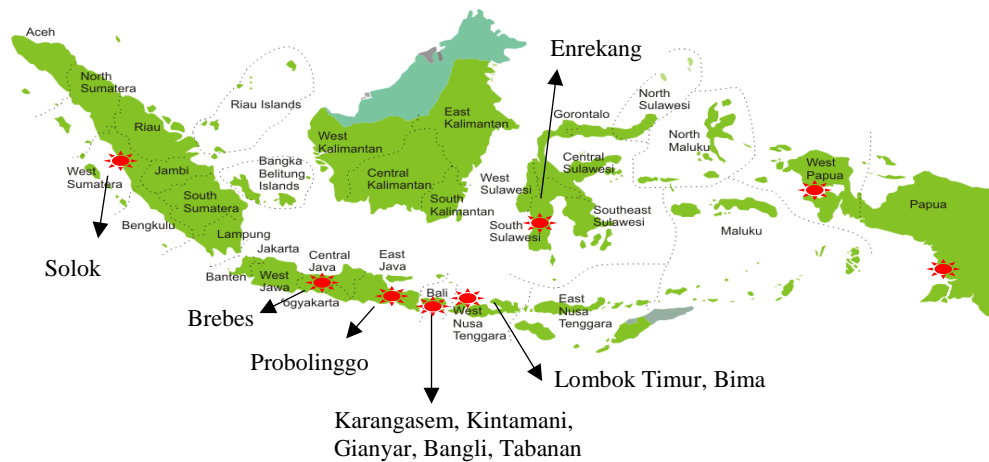 Enrekang
Aceh
North
Sumatera
Riau Islands
Riau
West
Sumatera
Jambi
Bangka
Belitung
Islands
South
Sumatera
Bengkulu
Lampung
West
Kalimantan
East
Kalimantan
Central
Kalimantan
South
Kalimantan
Gorontalo
North
Sulawesi
Central
Sulawesi
West
Sulawesi
South
Sulawesi
Southeast
Sulawesi
North
Maluku
Maluku
West
Papua
Papua
Solok
Jakarta
Banten
West
Jawa
Central
Java
ogyakarta
East
Java
Bali
West
Nusa
Tenggara
East
Nusa
Tenggara
Brebes
Probolinggo
Lombok Timur, Bima
Karangasem, Kintamani,
Gianyar, Bangli, Tabanan